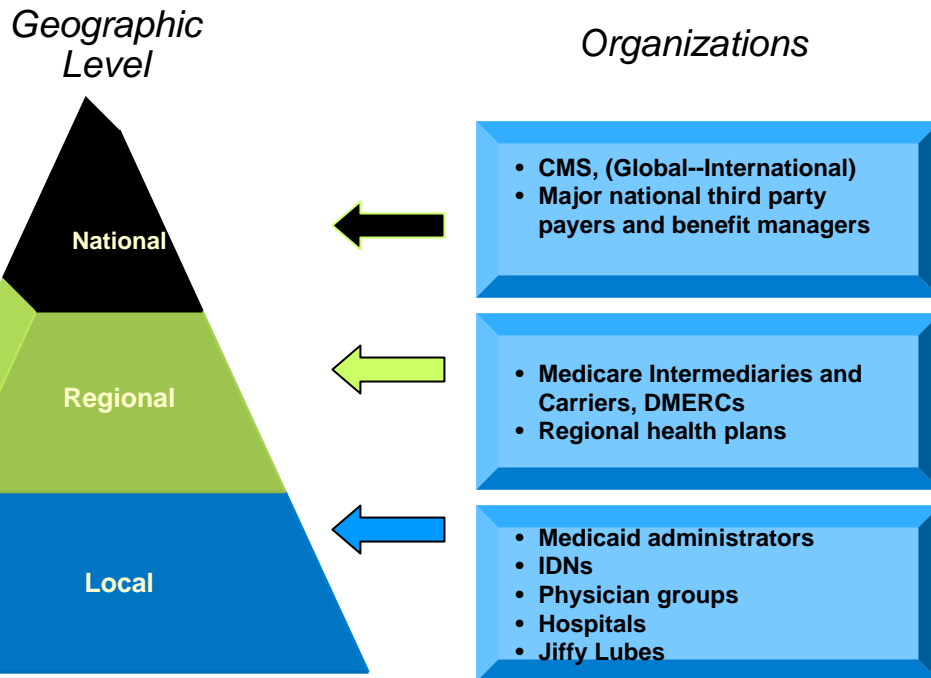 Geographic
Level
Organizations
National
• CMS, (Global--International)
• Major national third party
payers and benefit managers
Regional
• Medicare Intermediaries and
Carriers, DMERCs
• Regional health plans
Local
• Medicaid administrators
• IDNs
• Physician groups
• Hospitals
• Jiffy Lubes